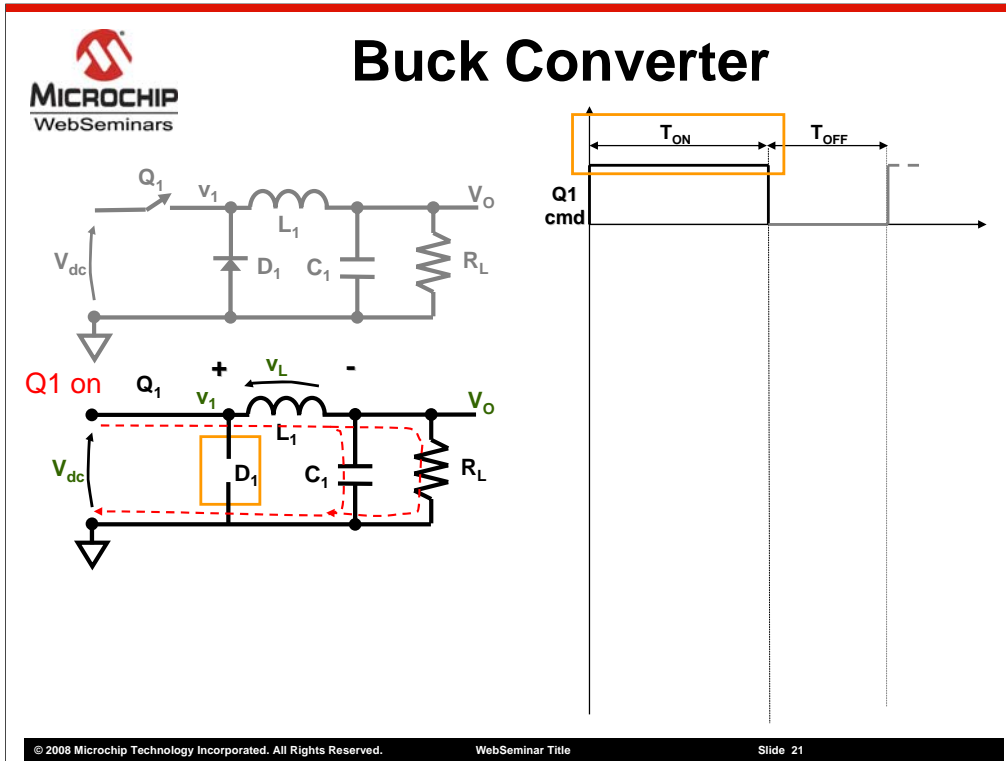 Buck Converter
MICROCHIP
WebSeminars
Q1
v1
L1
VO
Vdc
D1
C1
RL
TON
TOFF
Q1
cmd
Q1 on
Q1
+
vL
-
v1
L1
VO
Vdc
D1
C1
RL
© 2008 Microchip Technology Incorporated. All Rights Reserved. WebSeminar Title Slide 21